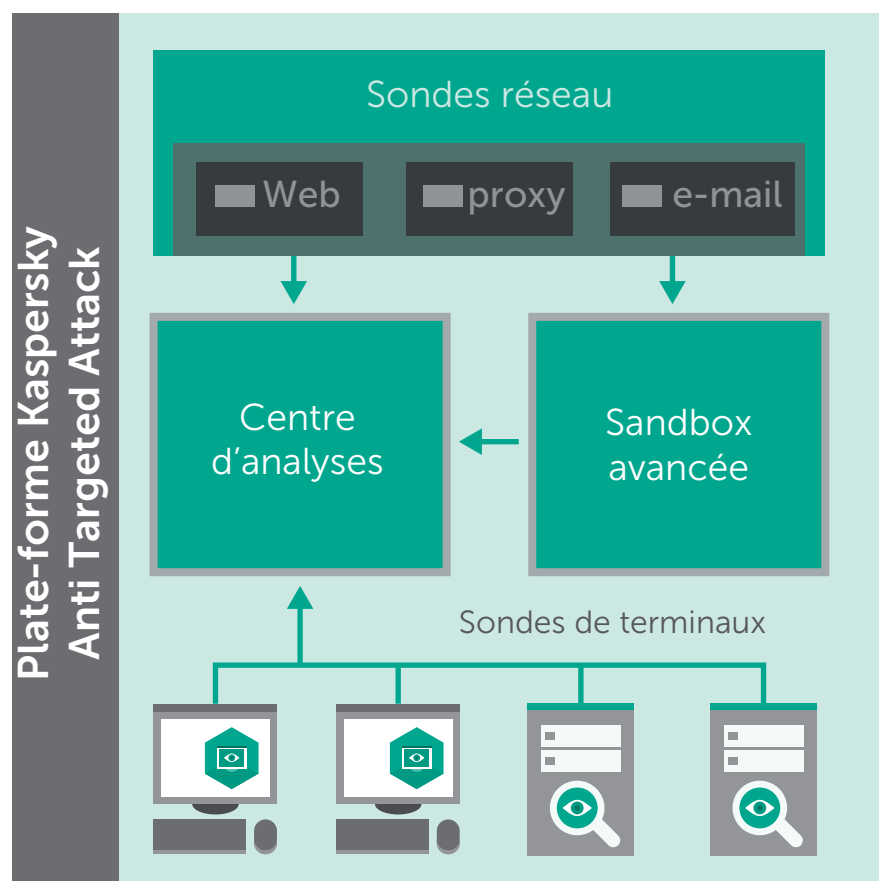 Plate-forme Kaspersky
Anti Targeted Attack
Sondes réseau
Web
proxy
e-mail
Centre
d’analyses
Sandbox
avancée
Sondes de terminaux